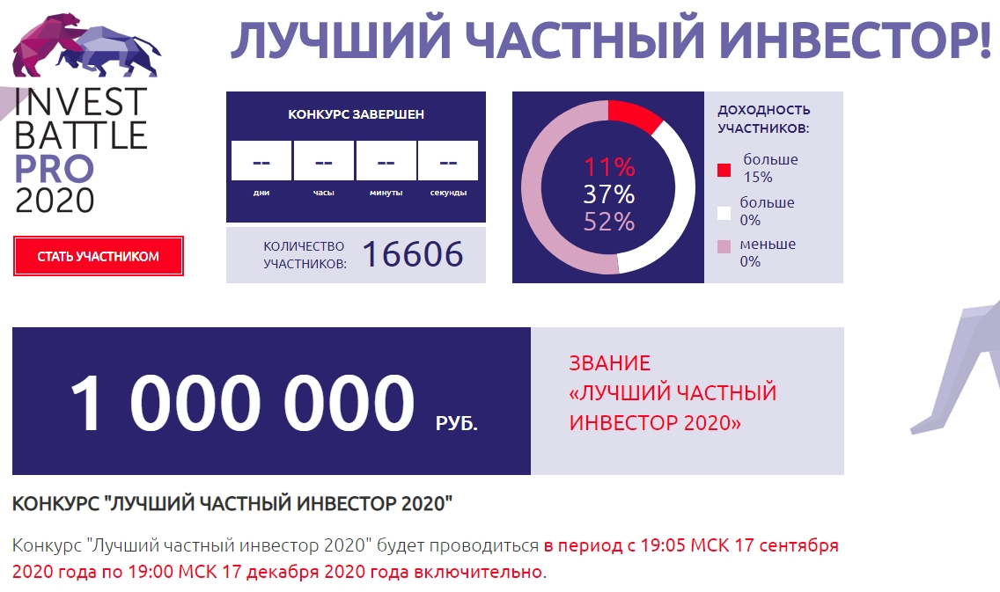 ЛУЧШИЙ ЧАСТНЫЙ ИНВЕСТОР!
INVEST
BATTLE
PRO
2020
СТАТЬ УЧАСТНИКОМ
КОНКУРС ЗАВЕРШЕН
-- -- -- --
дни часы минуты секунды
КОЛИЧЕСТВО
УЧАСТНИКОВ:
16606
11%
37%
52%
ДОХОДНОСТЬ
УЧАСТНИКОВ:
больше
15%
больше
0%
меньше
0%
1 000 000 РУБ.
ЗВАНИЕ
«ЛУЧШИЙ ЧАСТНЫЙ
ИНВЕСТОР 2020»
КОНКУРС "ЛУЧШИЙ ЧАСТНЫЙ ИНВЕСТОР 2020"
Конкурс "Лучший частный инвестор 2020" будет проводиться в период с 19:05 МСК 17 сентября
2020 года по 19:00 МСК 17 декабря 2020 года включительно.